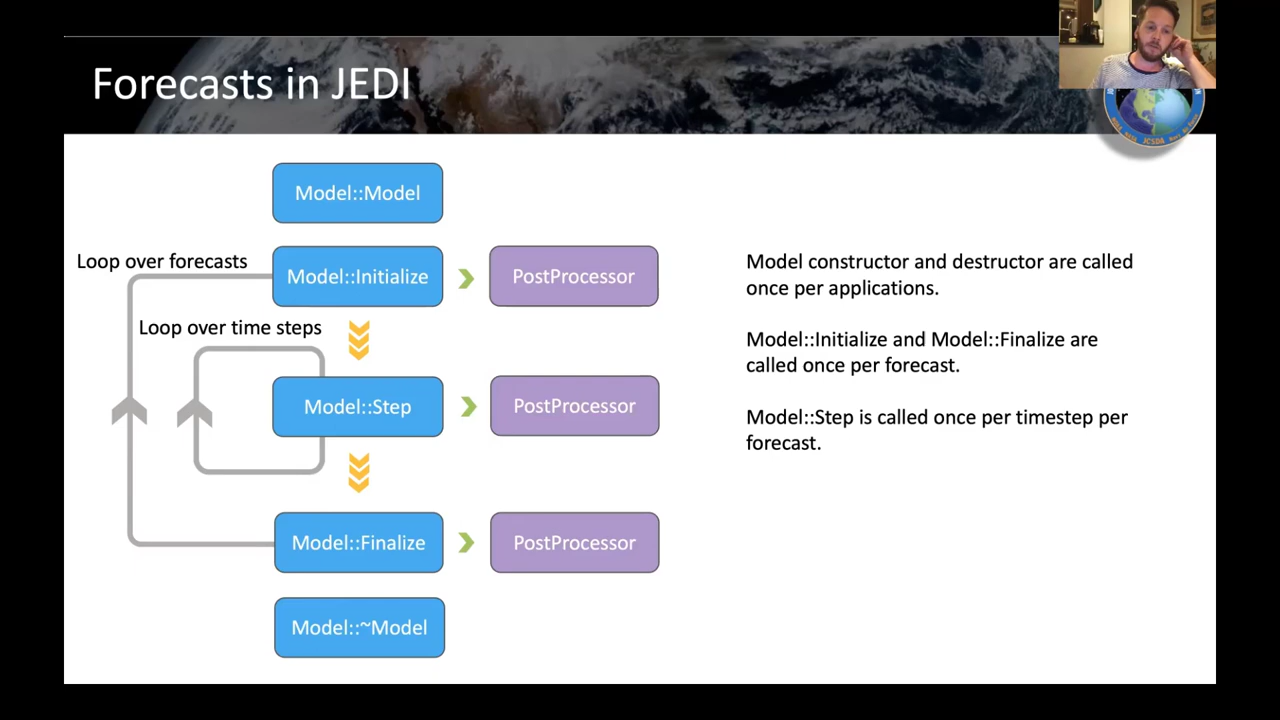 Forecasts in JEDI
Model::Model
Loop over forecasts
Model::Initialize
PostProcessor
Loop over time steps
Model::Step
PostProcessor
Model::Finalize
PostProcessor
Model::~Model
Model constructor and destructor are called
once per applications.
Model::Initialize and Model::Finalize are
called once per forecast.
Model::Step is called once per timestep per
forecast.
JCSDA